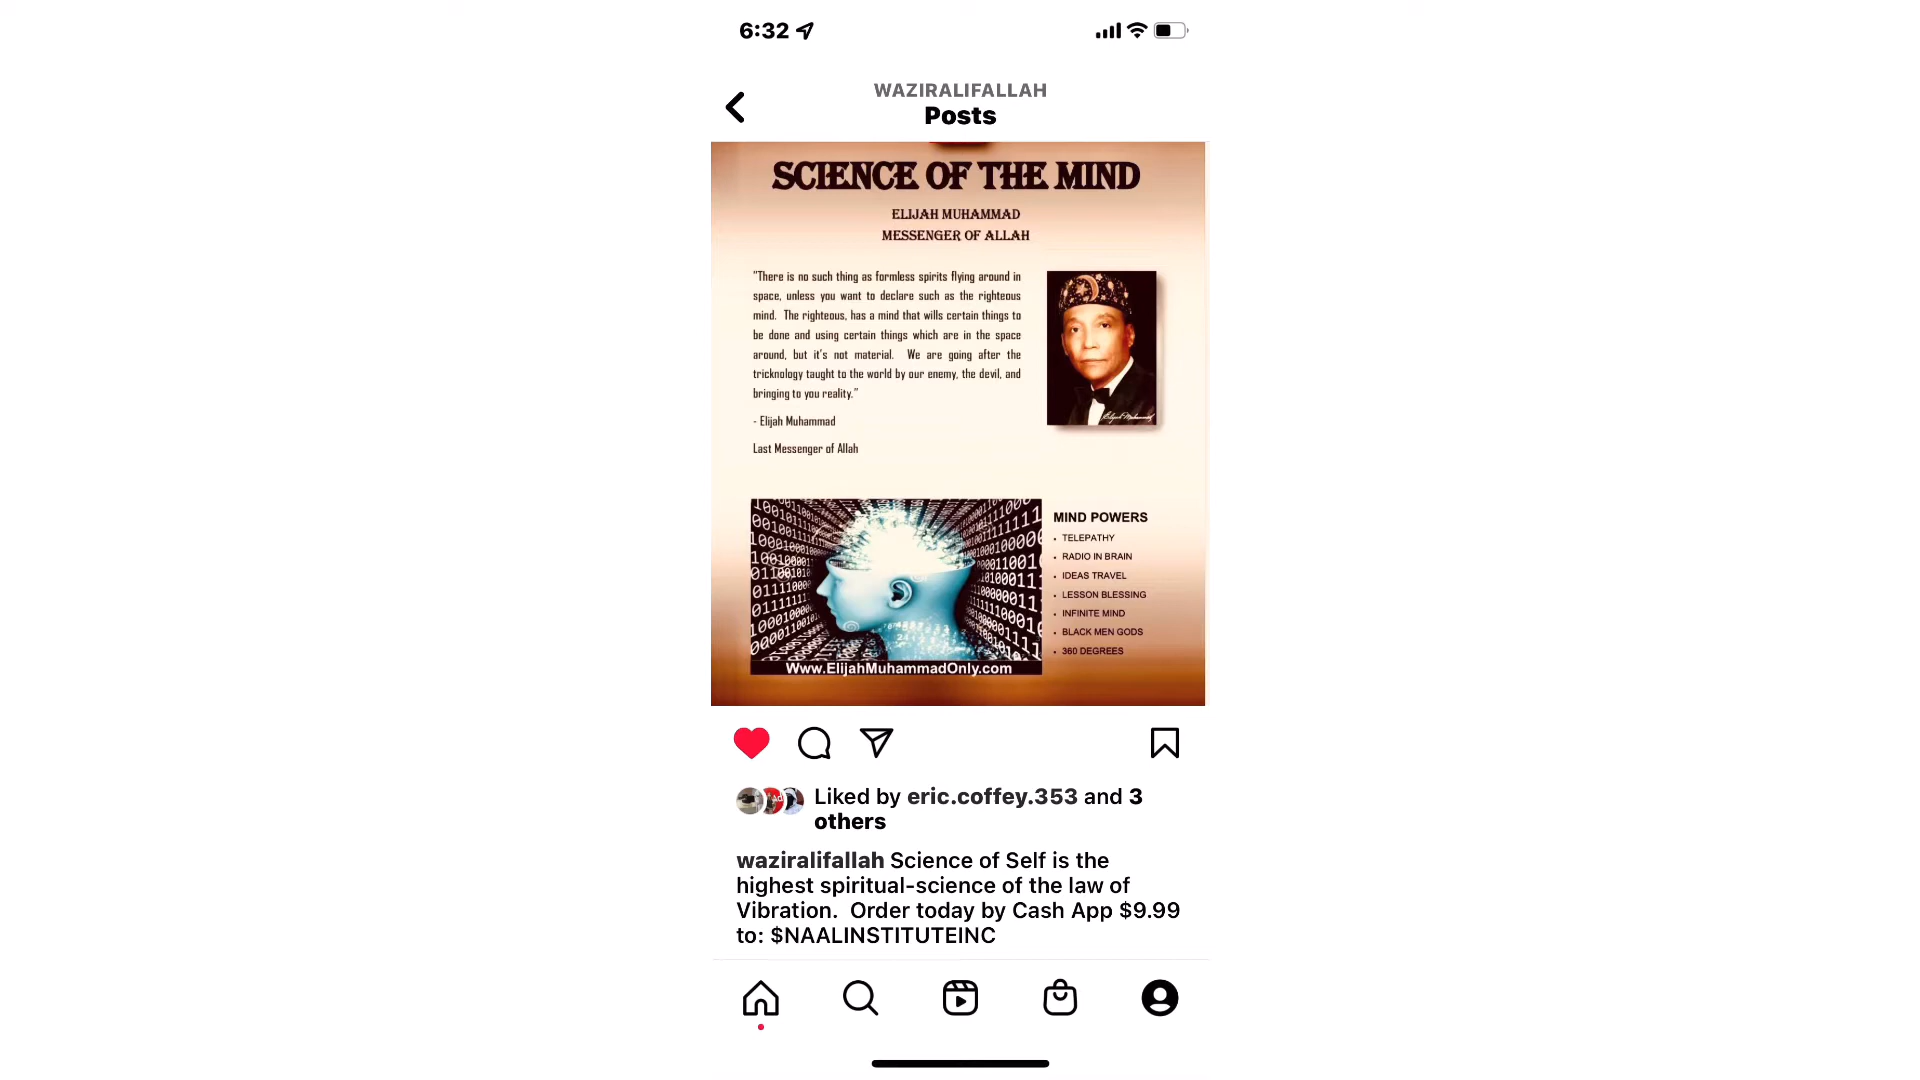 6:32
WAZIRALIFALLAH
Posts
SCIENCE OF THE MIND
ELIJAH MUHAMMAD
MESSENGER OF ALLAH
"There is no such thing as formless spirits flying around in
space, unless you want to declare such as the righteous
mind. The righteous, has a mind that wills certain things to
be done and using certain things which are in the space
around, but it's not material. We are going after the
tricknology taught to the world by our enemy, the devil, and
bringing to you reality."
- Elijah Muhammad
Last Messenger of Allah
Elijah Muhammad
Www.ElijahMuhammadOnly.com
MIND POWERS
• TELEPATHY
• RADIO IN BRAIN
• IDEAS TRAVEL
• LESSON BLESSING
• INFINITE MIND
• BLACK MEN GODS
• 360 DEGREES
Liked by eric.coffey.353 and 3
others
waziralifallah Science of Self is the
highest spiritual-science of the law of
Vibration. Order today by Cash App $9.99
to: $NAALINSTITUTEINC